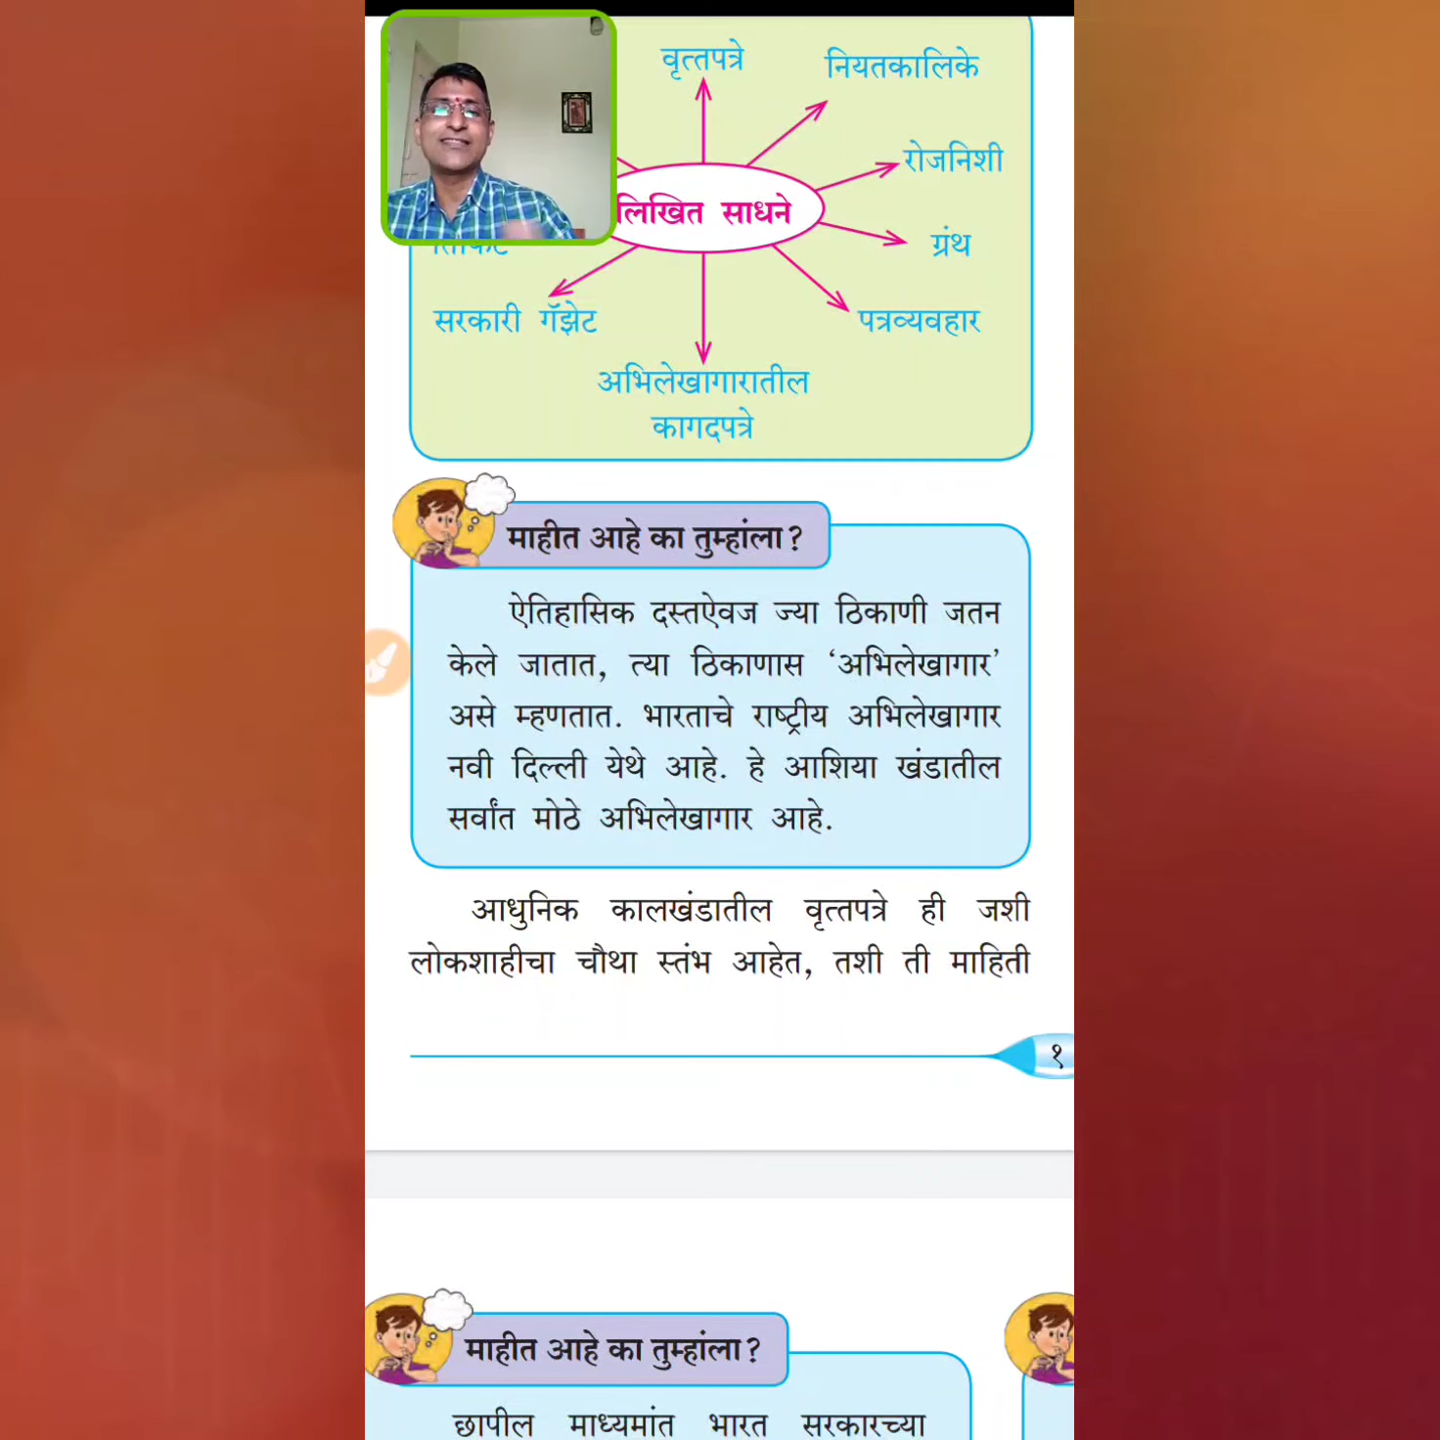 वृत्तपत्रे
नियतकालिके
रोजनिशी
लिखित साधने
ग्रंथ
सरकारी गॅझेट
पत्रव्यवहार
अभिलेखागारातील
कागदपत्रे
माहीत आहे का तुम्हांला?
ऐतिहासिक दस्तऐवज ज्या ठिकाणी जतन
केले जातात, त्या ठिकाणास ‘अभिलेखागार’
असे म्हणतात. भारताचे राष्ट्रीय अभिलेखागार
नवी दिल्ली येथे आहे. हे आशिया खंडातील
सर्वांत मोठे अभिलेखागार आहे.
आधुनिक कालखंडातील वृत्तपत्रे ही जशी
लोकशाहीचा चौथा स्तंभ आहेत, तशी ती माहिती
१
माहीत आहे का तुम्हांला?
छापील माध्यमांत भारत सरकारच्या